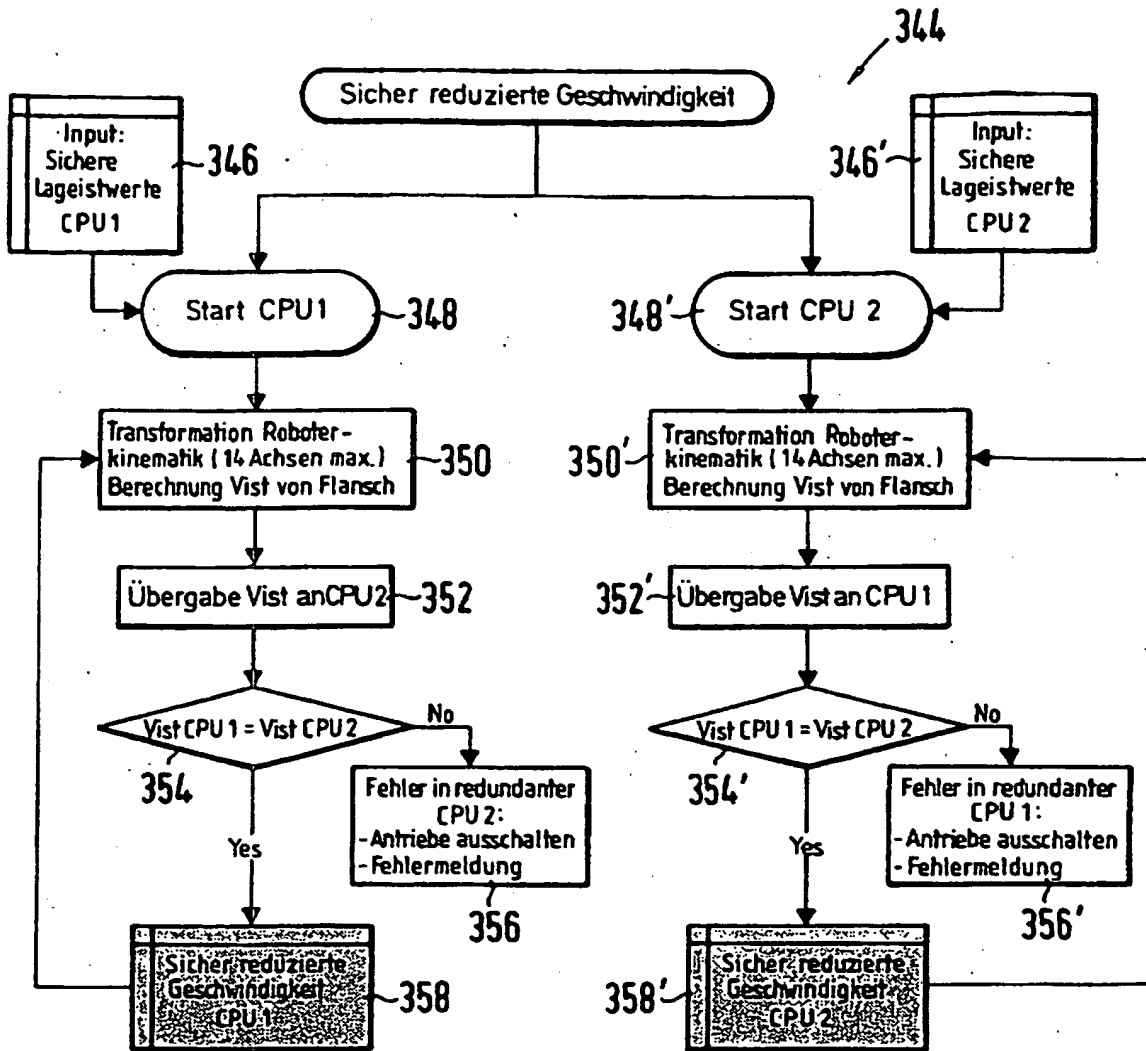 344
Sicher reduzierte Geschwindigkeit
Input:
Sichere
Lageistwerte
CPU1
346
Input:
Sichere
Lageistwerte
CPU 2
346'
Start CPU1
348
Start CPU 2
348'
Transformation Roboter-
kinematik (14 Achsen max.)
Berechnung Vist von Flansch
350
Transformation Roboter-
kinematik (14 Achsen max.)
Berechnung Vist von Flansch
350'
Übergabe Vist an CPU2
352
Übergabe Vist an CPU1
352'
Vist CPU 1 = Vist CPU 2
No
354
Yes
Vist CPU 1 = Vist CPU 2
No
354'
Yes
Fehler in redundanter
CPU 2:
- Antriebe ausschalten
- Fehlermeldung
356
Fehler in redundanter
CPU 1:
- Antriebe ausschalten
- Fehlermeldung
356'
Sicher reduzierte
Geschwindigkeit
CPU 1
358
Sicher reduzierte
Geschwindigkeit
CPU 2
358'